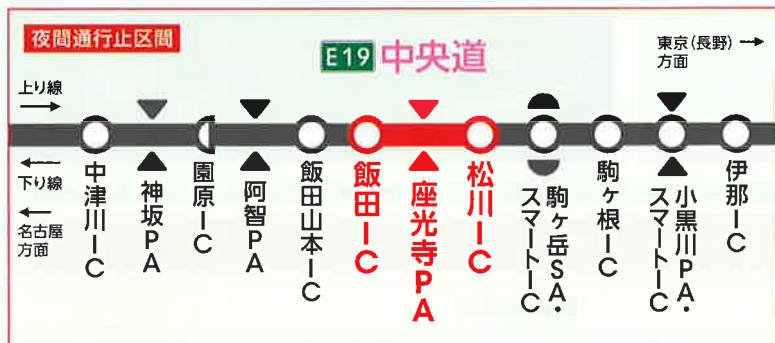 夜間通行止区間
E19 中央道
東京(長野)
方面
上り線
下り線
名古屋
方面
中津川IC
神坂PA
園原IC
阿智PA
飯田山本IC
飯田IC
座光寺PA
松川IC
駒ヶ岳SA・
スマートIC
駒ヶ根IC
小黒川PA・
スマートIC
伊那IC